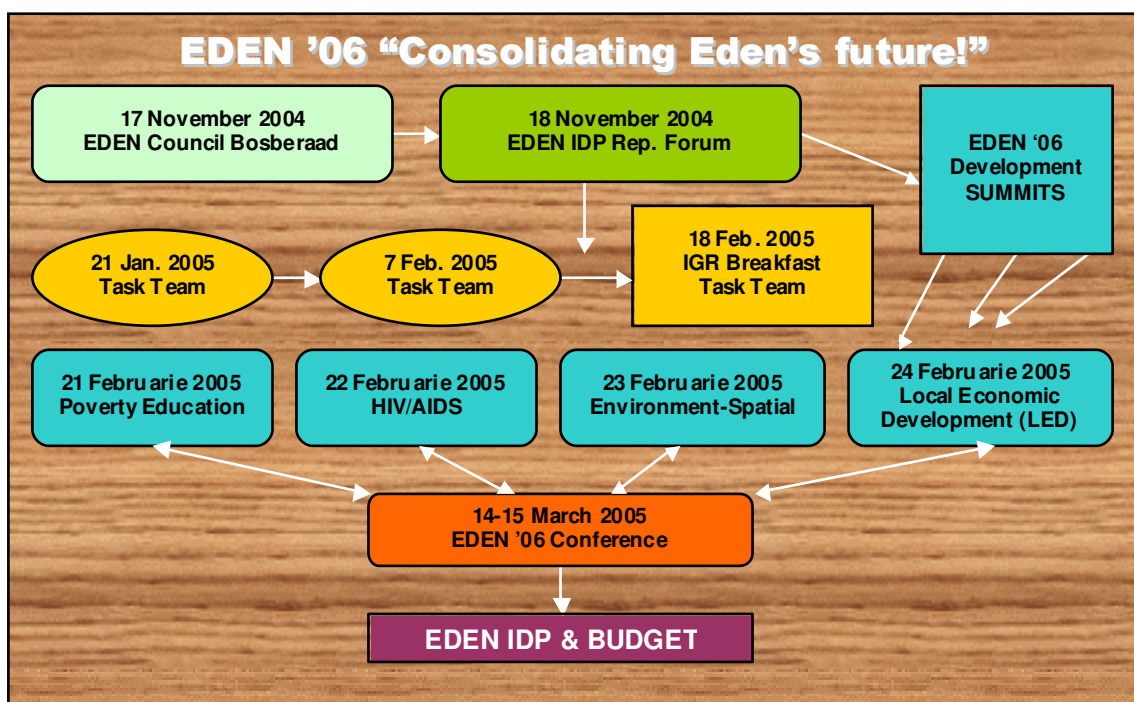 EDEN ’06 “Consolidating Eden’s future!”
17 November 2004
EDEN Council Bosberaad
18 November 2004
EDEN IDP Rep. Forum
EDEN ‘06
Development
SUMMITS
21 Jan. 2005
Task Team
7 Feb. 2005
Task Team
18 Feb. 2005
IGR Breakfast
Task Team
21 Februarie 2005
Poverty Education
22 Februarie 2005
HIV/AIDS
23 Februarie 2005
Environment-Spatial
24 Februarie 2005
Local Economic
Development (LED)
14-15 March 2005
EDEN ’06 Conference
EDEN IDP & BUDGET